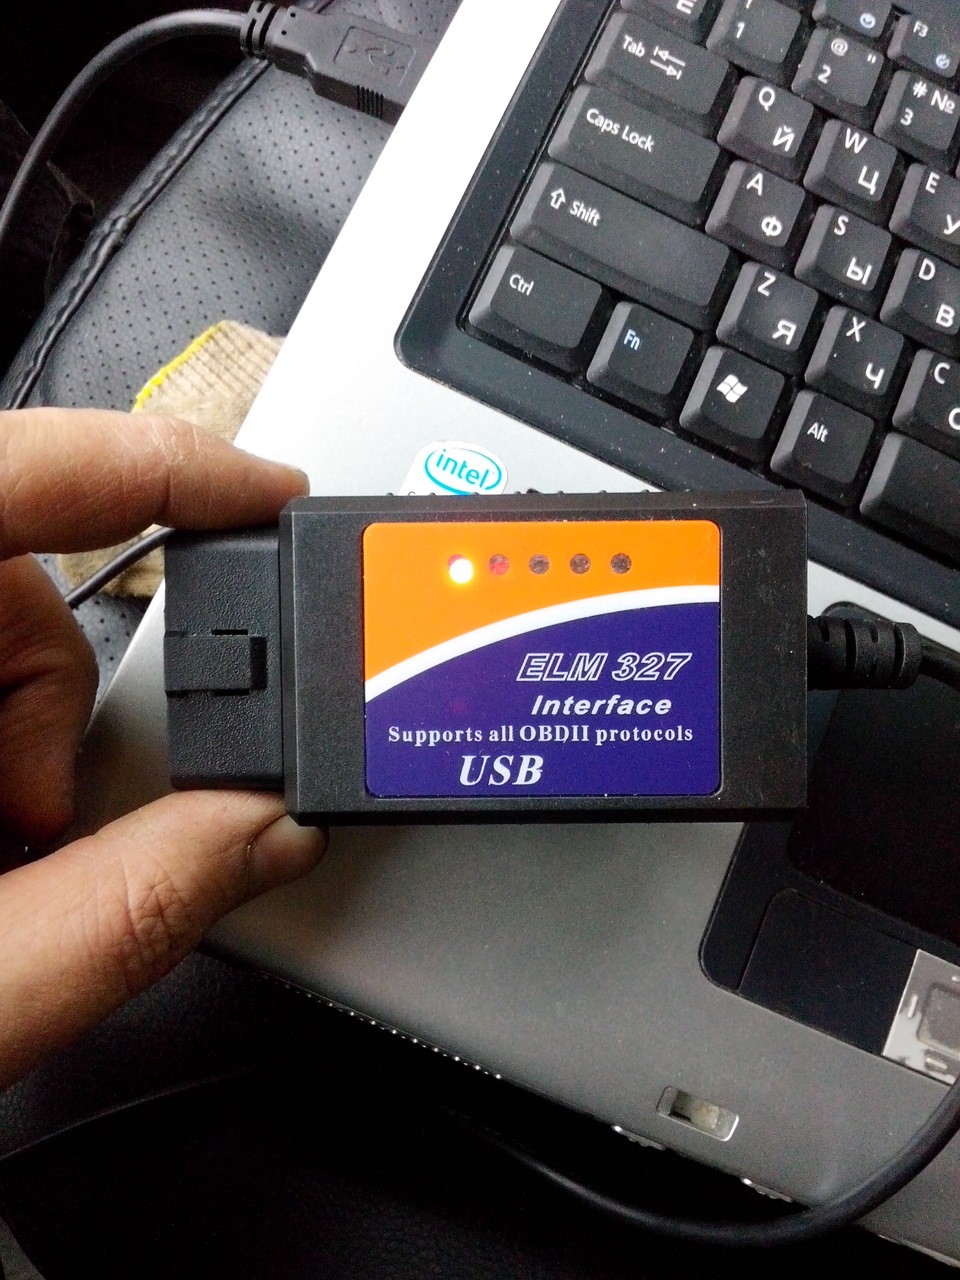 Tab
Caps Lock
Shift
Ctrl
Fn
Alt
1
@ "
2
# №
3
F3
Q Й
W Ц
E У
A Ф
S Ы
D В
Z Я
X Ч
C С
intel
ELM 327
Interface
Supports all OBDII protocols
USB